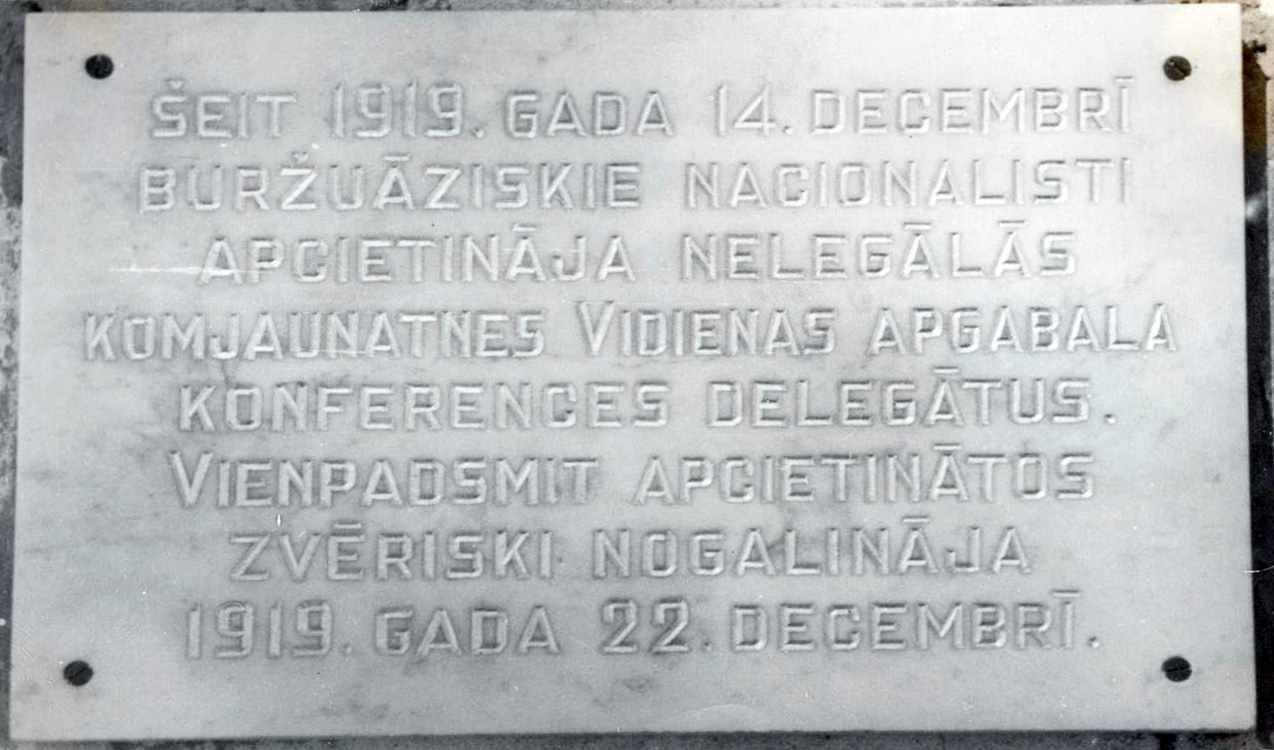 ŠEIT 1919. GADA 14. DECEMBRĪ
BURŽUĀZISKIE NACIONALISTI
APCIETINĀJA NELEGĀLĀS
KOMJAUNATNES VIDIENAS APGABALA
KONFERENCES DELEGĀTUS.
VIENPADSMIT APCIETINĀTOS
ZVĒRISKI NOGALINĀJA
1919. GADA 22. DECEMBRĪ.